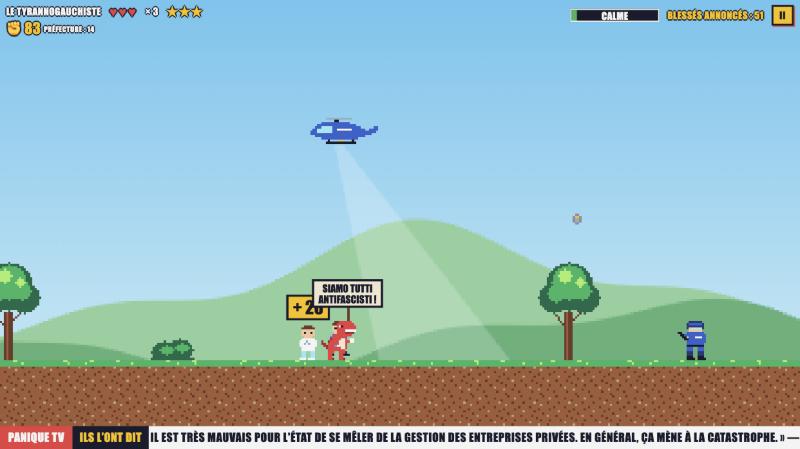 LE TYRANNOGAUCHISTE ×3
CALME
BLESSÉS ANNONCÉS : 51
83 PRÉFECTURE : 14
SIAMO TUTTI
ANTIFASCISTI !
PANIQUE TV ILS L'ONT DIT IL EST TRÈS MAUVAIS POUR L'ÉTAT DE SE MÊLER DE LA GESTION DES ENTREPRISES PRIVÉES. EN GÉNÉRAL, ÇA MÈNE À LA CATASTROPHE. » —